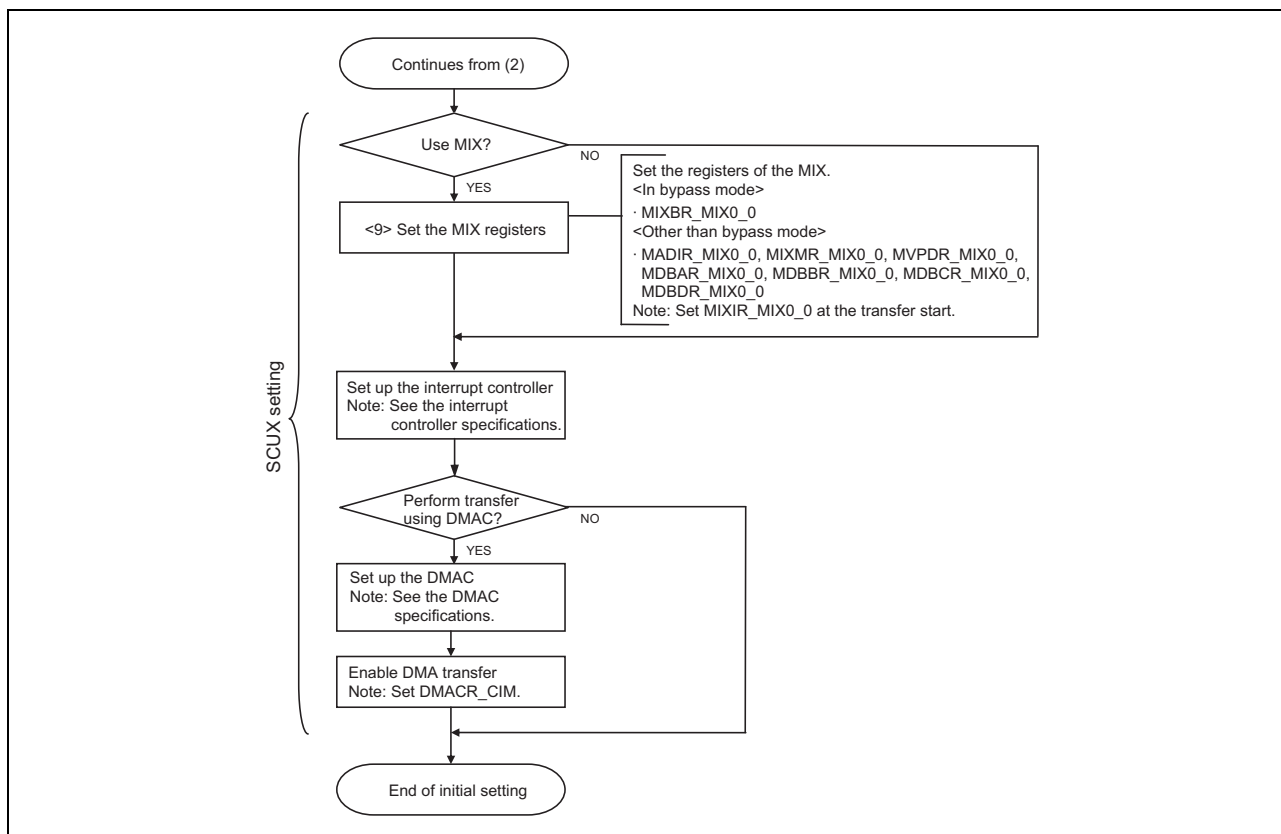 Continues from (2)
Use MIX?
NO
YES
<9> Set the MIX registers
Set the registers of the MIX.
<In bypass mode>
· MIXBR_MIX0_0
<Other than bypass mode>
· MADIR_MIX0_0, MIXMR_MIX0_0, MVPDR_MIX0_0,
MDBAR_MIX0_0, MDBBR_MIX0_0, MDBCR_MIX0_0,
MDBDR_MIX0_0
Note: Set MIXIR_MIX0_0 at the transfer start.
SCUX setting
Set up the interrupt controller
Note: See the interrupt
controller specifications.
Perform transfer
using DMAC?
NO
YES
Set up the DMAC
Note: See the DMAC
specifications.
Enable DMA transfer
Note: Set DMACR_CIM.
End of initial setting